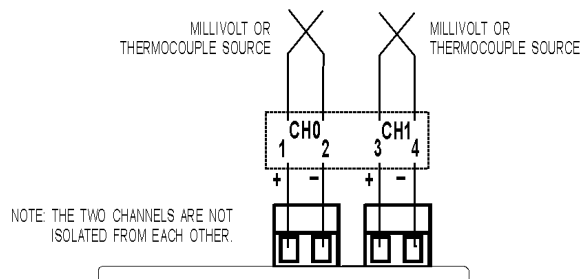 MILLIVOLT OR
THERMOCOUPLE SOURCE
MILLIVOLT OR
THERMOCOUPLE SOURCE
CH0 CH1
1 2 3 4
+ - + -
NOTE: THE TWO CHANNELS ARE NOT
ISOLATED FROM EACH OTHER.